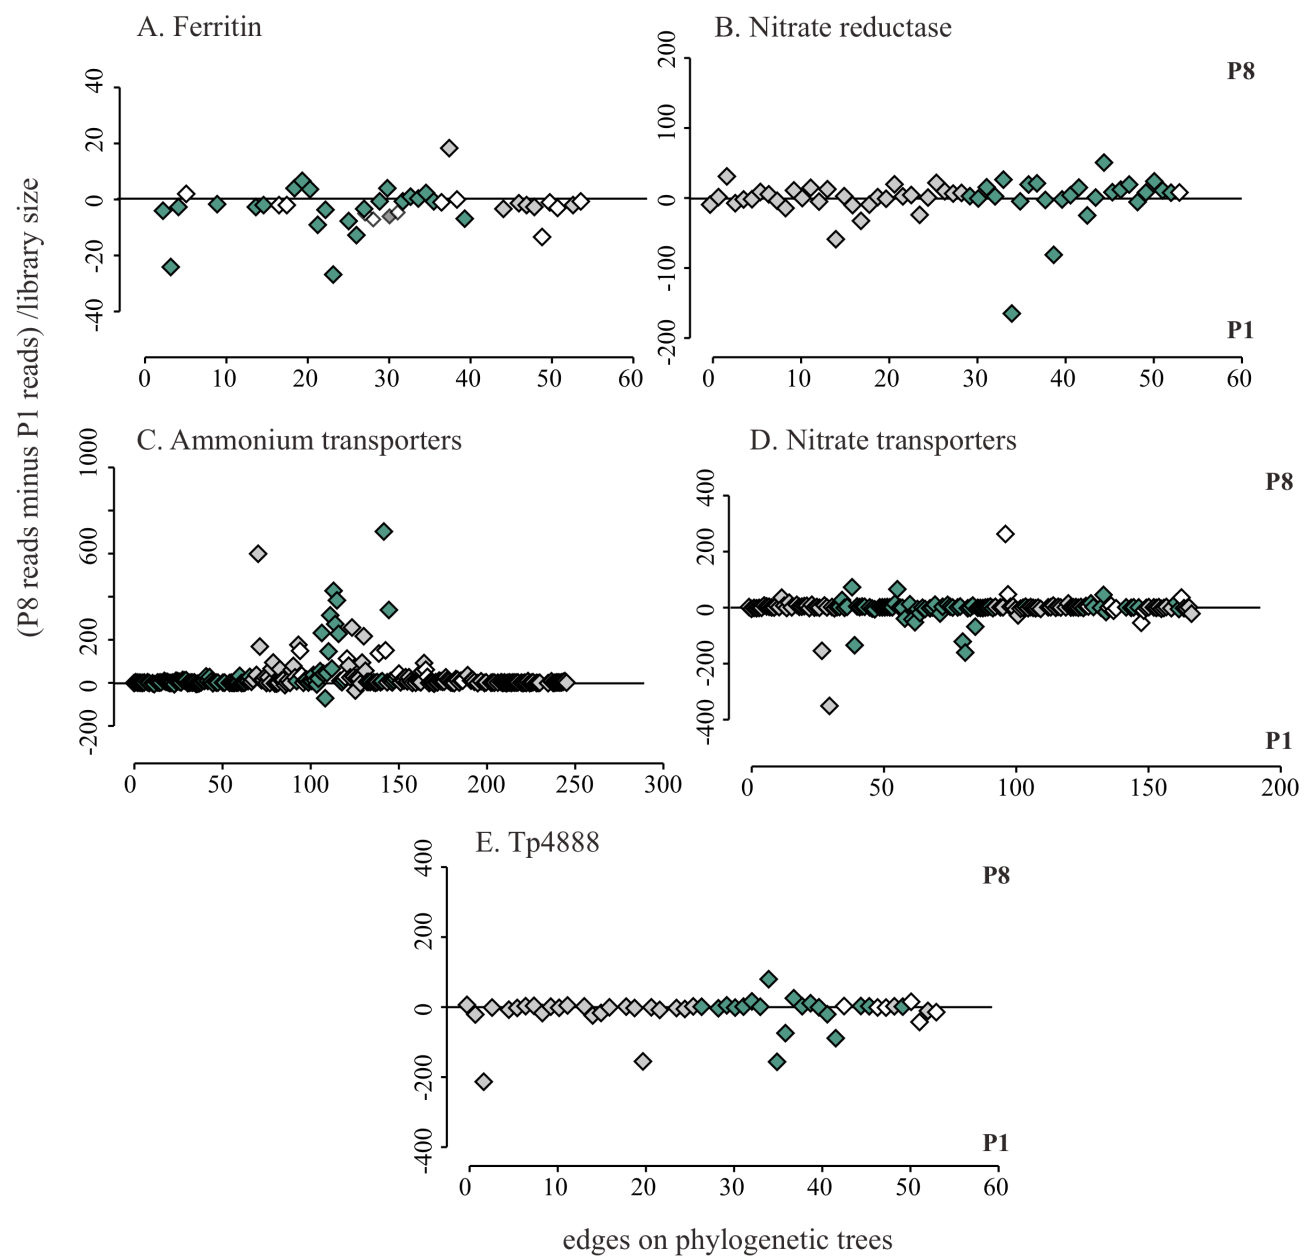 A. Ferritin
B. Nitrate reductase
40
20
0
-20
-40
200
100
0
-100
-200
P8
P1
0 10 20 30 40 50 60
0 10 20 30 40 50 60
(P8 reads minus P1 reads) /library size
C. Ammonium transporters
D. Nitrate transporters
1000
600
200
0
-200
400
200
0
-200
-400
P8
P1
0 50 100 150 200 250 300
0 50 100 150 200
E. Tp4888
400
200
0
-200
-400
P8
P1
0 10 20 30 40 50 60
edges on phylogenetic trees